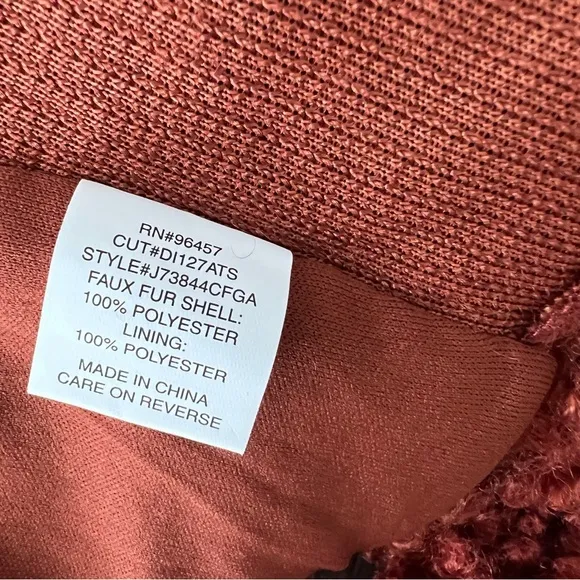 RN#96457
CUT#DI127ATS
STYLE#J73844CFGA
FAUX FUR SHELL:
100% POLYESTER
LINING:
100% POLYESTER
MADE IN CHINA
CARE ON REVERSE